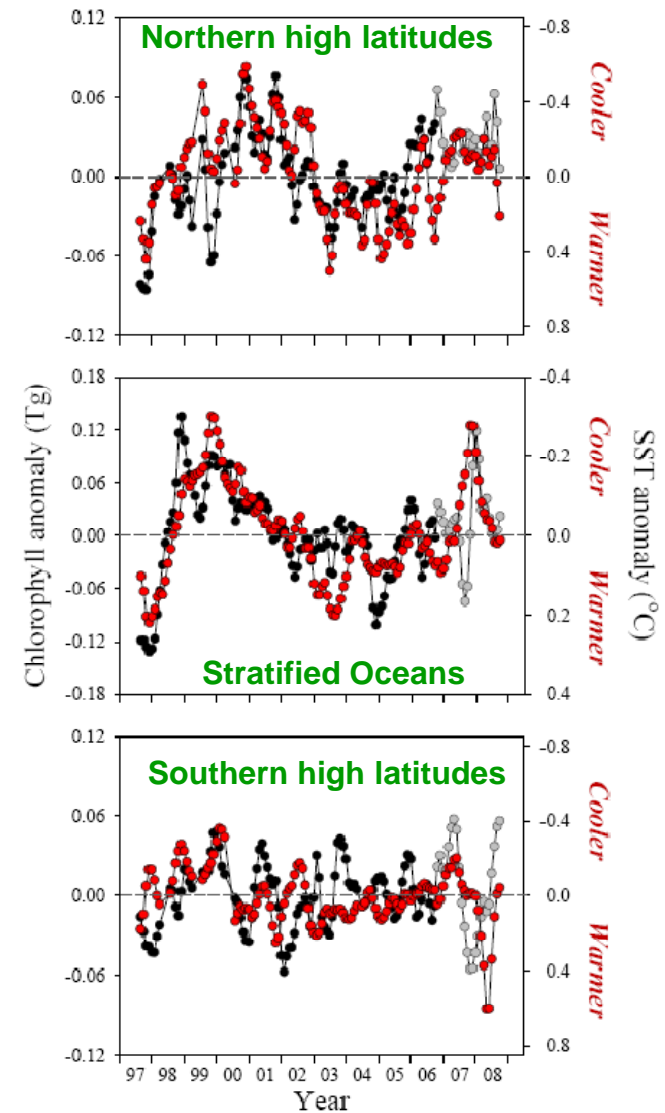 Northern high latitudes
0.12
0.06
0.00
-0.06
-0.12
-0.8
-0.4
0.0
0.4
0.8
Cooler
Warmer
Chlorophyll anomaly (Tg)
SST anomaly (°C)
0.18
0.12
0.06
0.00
-0.06
-0.12
-0.18
-0.4
-0.2
0.0
0.2
0.4
Cooler
Warmer
Stratified Oceans
Southern high latitudes
0.12
0.06
0.00
-0.06
-0.12
-0.8
-0.4
0.0
0.4
0.8
Cooler
Warmer
97 98 99 00 01 02 03 04 05 06 07 08
Year